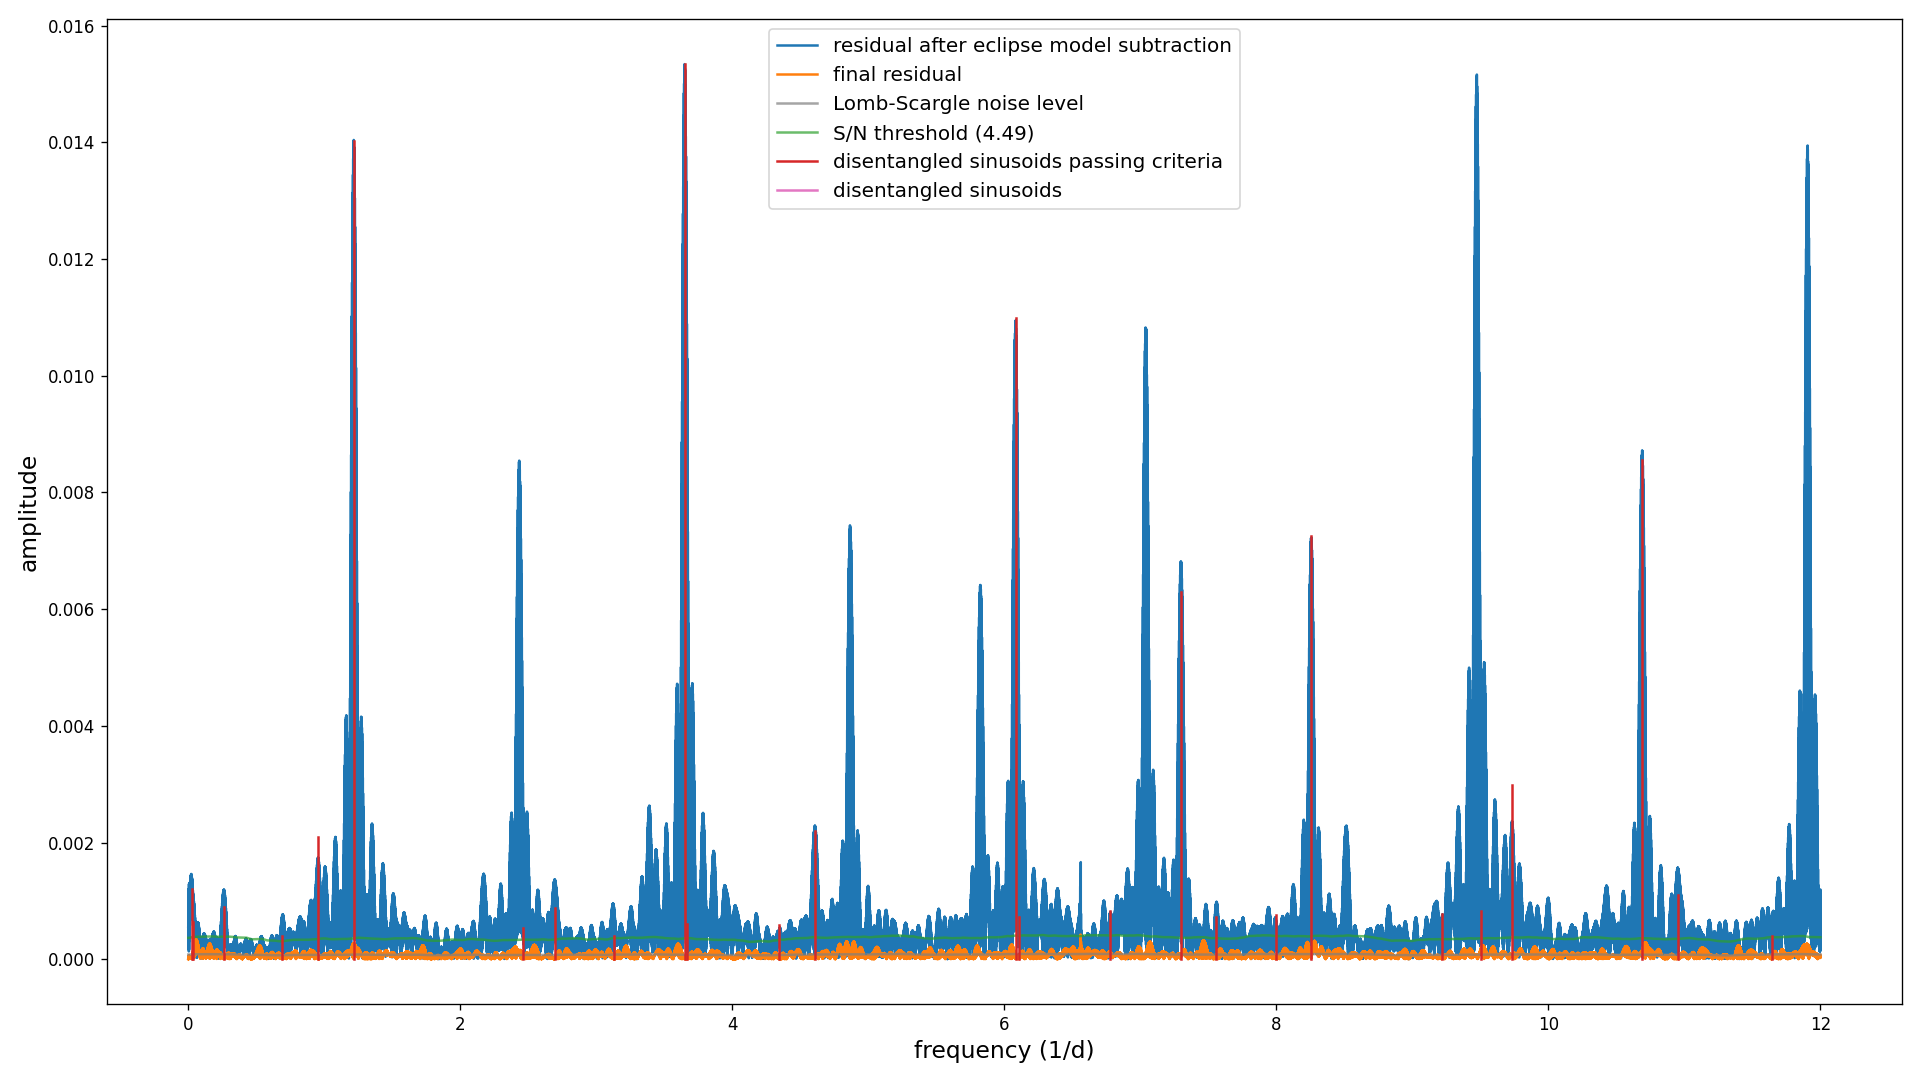 residual after eclipse model subtraction
final residual
Lomb-Scargle noise level
S/N threshold (4.49)
disentangled sinusoids passing criteria
disentangled sinusoids
amplitude
0.016
0.014
0.012
0.010
0.008
0.006
0.004
0.002
0.000
0 2 4 6 8 10 12
frequency (1/d)